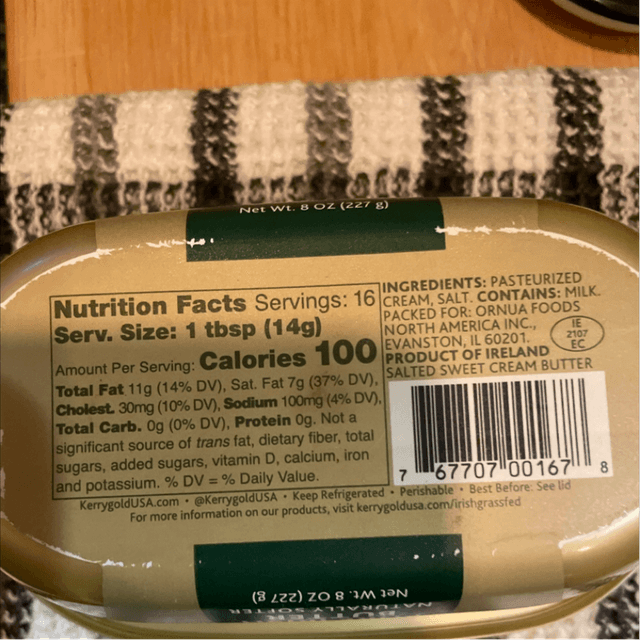 Net Wt. 8 OZ (227 g)
Nutrition Facts Servings: 16
Serv. Size: 1 tbsp (14g)
Amount Per Serving: Calories 100
Total Fat 11g (14% DV), Sat. Fat 7g (37% DV),
Cholest. 30mg (10% DV), Sodium 100mg (4% DV),
Total Carb. 0g (0% DV), Protein 0g. Not a
significant source of trans fat, dietary fiber, total
sugars, added sugars, vitamin D, calcium, iron
and potassium. % DV = % Daily Value.
INGREDIENTS: PASTEURIZED
CREAM, SALT. CONTAINS: MILK.
PACKED FOR: ORNUA FOODS
NORTH AMERICA INC.,
EVANSTON, IL 60201.
PRODUCT OF IRELAND
SALTED SWEET CREAM BUTTER
IE
2107
EC
7 67707 00167 8
KerrygoldUSA.com • @KerrygoldUSA • Keep Refrigerated • Perishable • Best Before: See lid
For more information on our products, visit kerrygoldusa.com/irishgrassfed
Net Wt. 8 OZ (227 g)
NATURALLY SOFTER
BUTTER